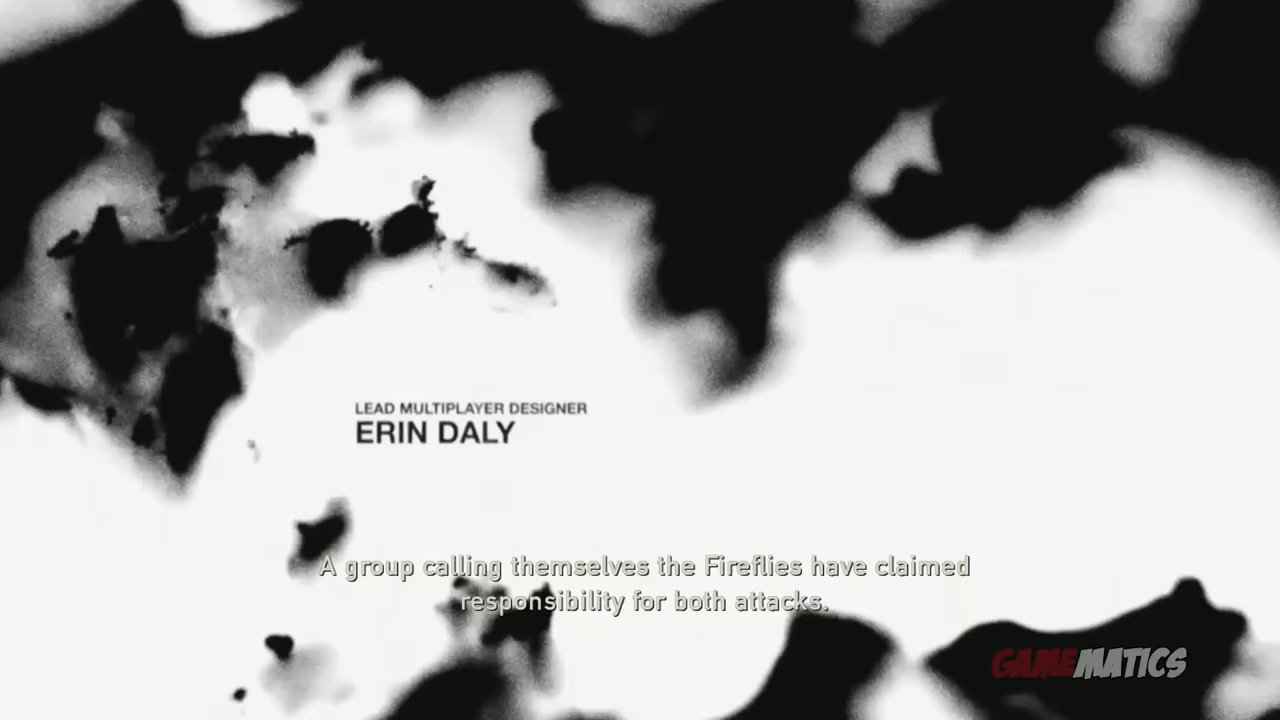 LEAD MULTIPLAYER DESIGNER
ERIN DALY
A group calling themselves the Fireflies have claimed
responsibility for both attacks.
GAMEMATICS